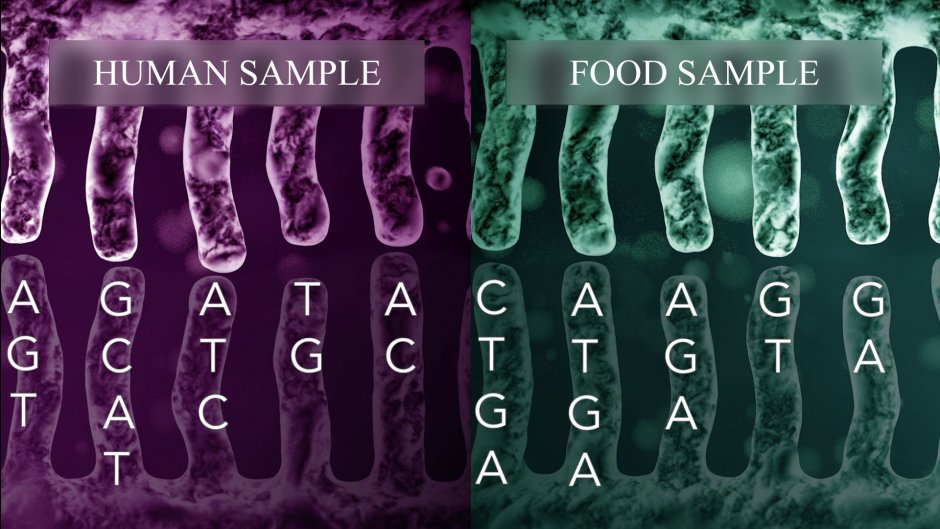 HUMAN SAMPLE
A G A T A
G C T G C
T A C
T
FOOD SAMPLE
C A A G G
T T G T A
G G A
A A